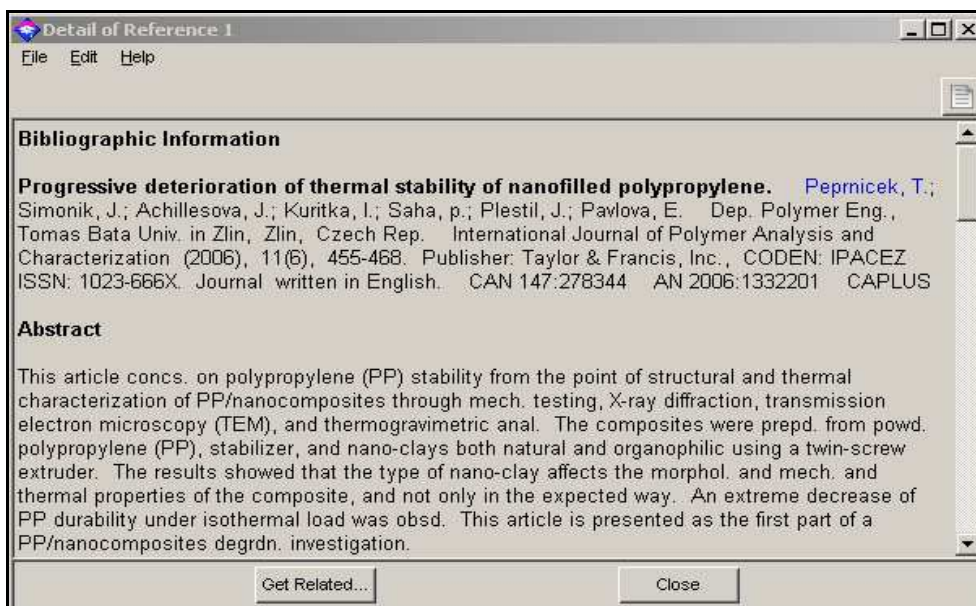 Detail of Reference 1
File Edit Help
Bibliographic Information
Progressive deterioration of thermal stability of nanofilled polypropylene. Peprnicek, T.;
Simonik, J.; Achillesova, J.; Kuritka, I.; Saha, p.; Plestil, J.; Pavlova, E. Dep. Polymer Eng.,
Tomas Bata Univ. in Zlin, Zlin, Czech Rep. International Journal of Polymer Analysis and
Characterization (2006), 11(6), 455-468. Publisher: Taylor & Francis, Inc., CODEN: IPACEZ
ISSN: 1023-666X. Journal written in English. CAN 147:278344 AN 2006:1332201 CAPLUS
Abstract
This article concs. on polypropylene (PP) stability from the point of structural and thermal
characterization of PP/nanocomposites through mech. testing, X-ray diffraction, transmission
electron microscopy (TEM), and thermogravimetric anal. The composites were prepd. from powd.
polypropylene (PP), stabilizer, and nano-clays both natural and organophilic using a twin-screw
extruder. The results showed that the type of nano-clay affects the morphol. and mech. and
thermal properties of the composite, and not only in the expected way. An extreme decrease of
PP durability under isothermal load was obsd. This article is presented as the first part of a
PP/nanocomposites degrdn. investigation.
Get Related... Close